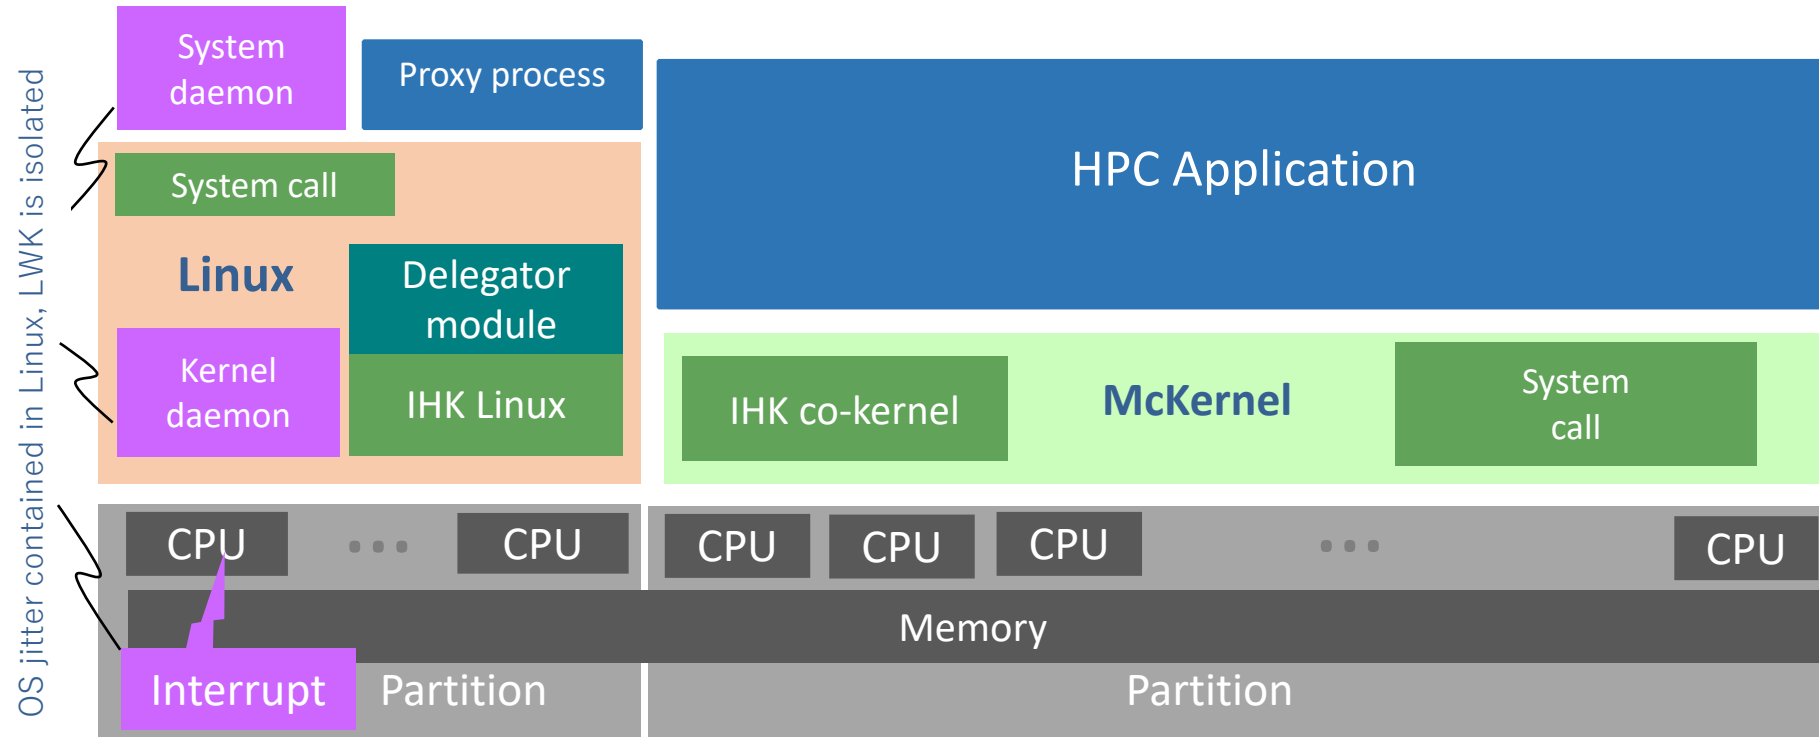 OS jitter contained in Linux, LWK is isolated
System
daemon
Proxy process
HPC Application
System call
Linux
Delegator
module
Kernel
daemon
IHK Linux
IHK co-kernel
McKernel
System
call
CPU
...
CPU
CPU
CPU
CPU
...
CPU
Memory
Interrupt
Partition
Partition